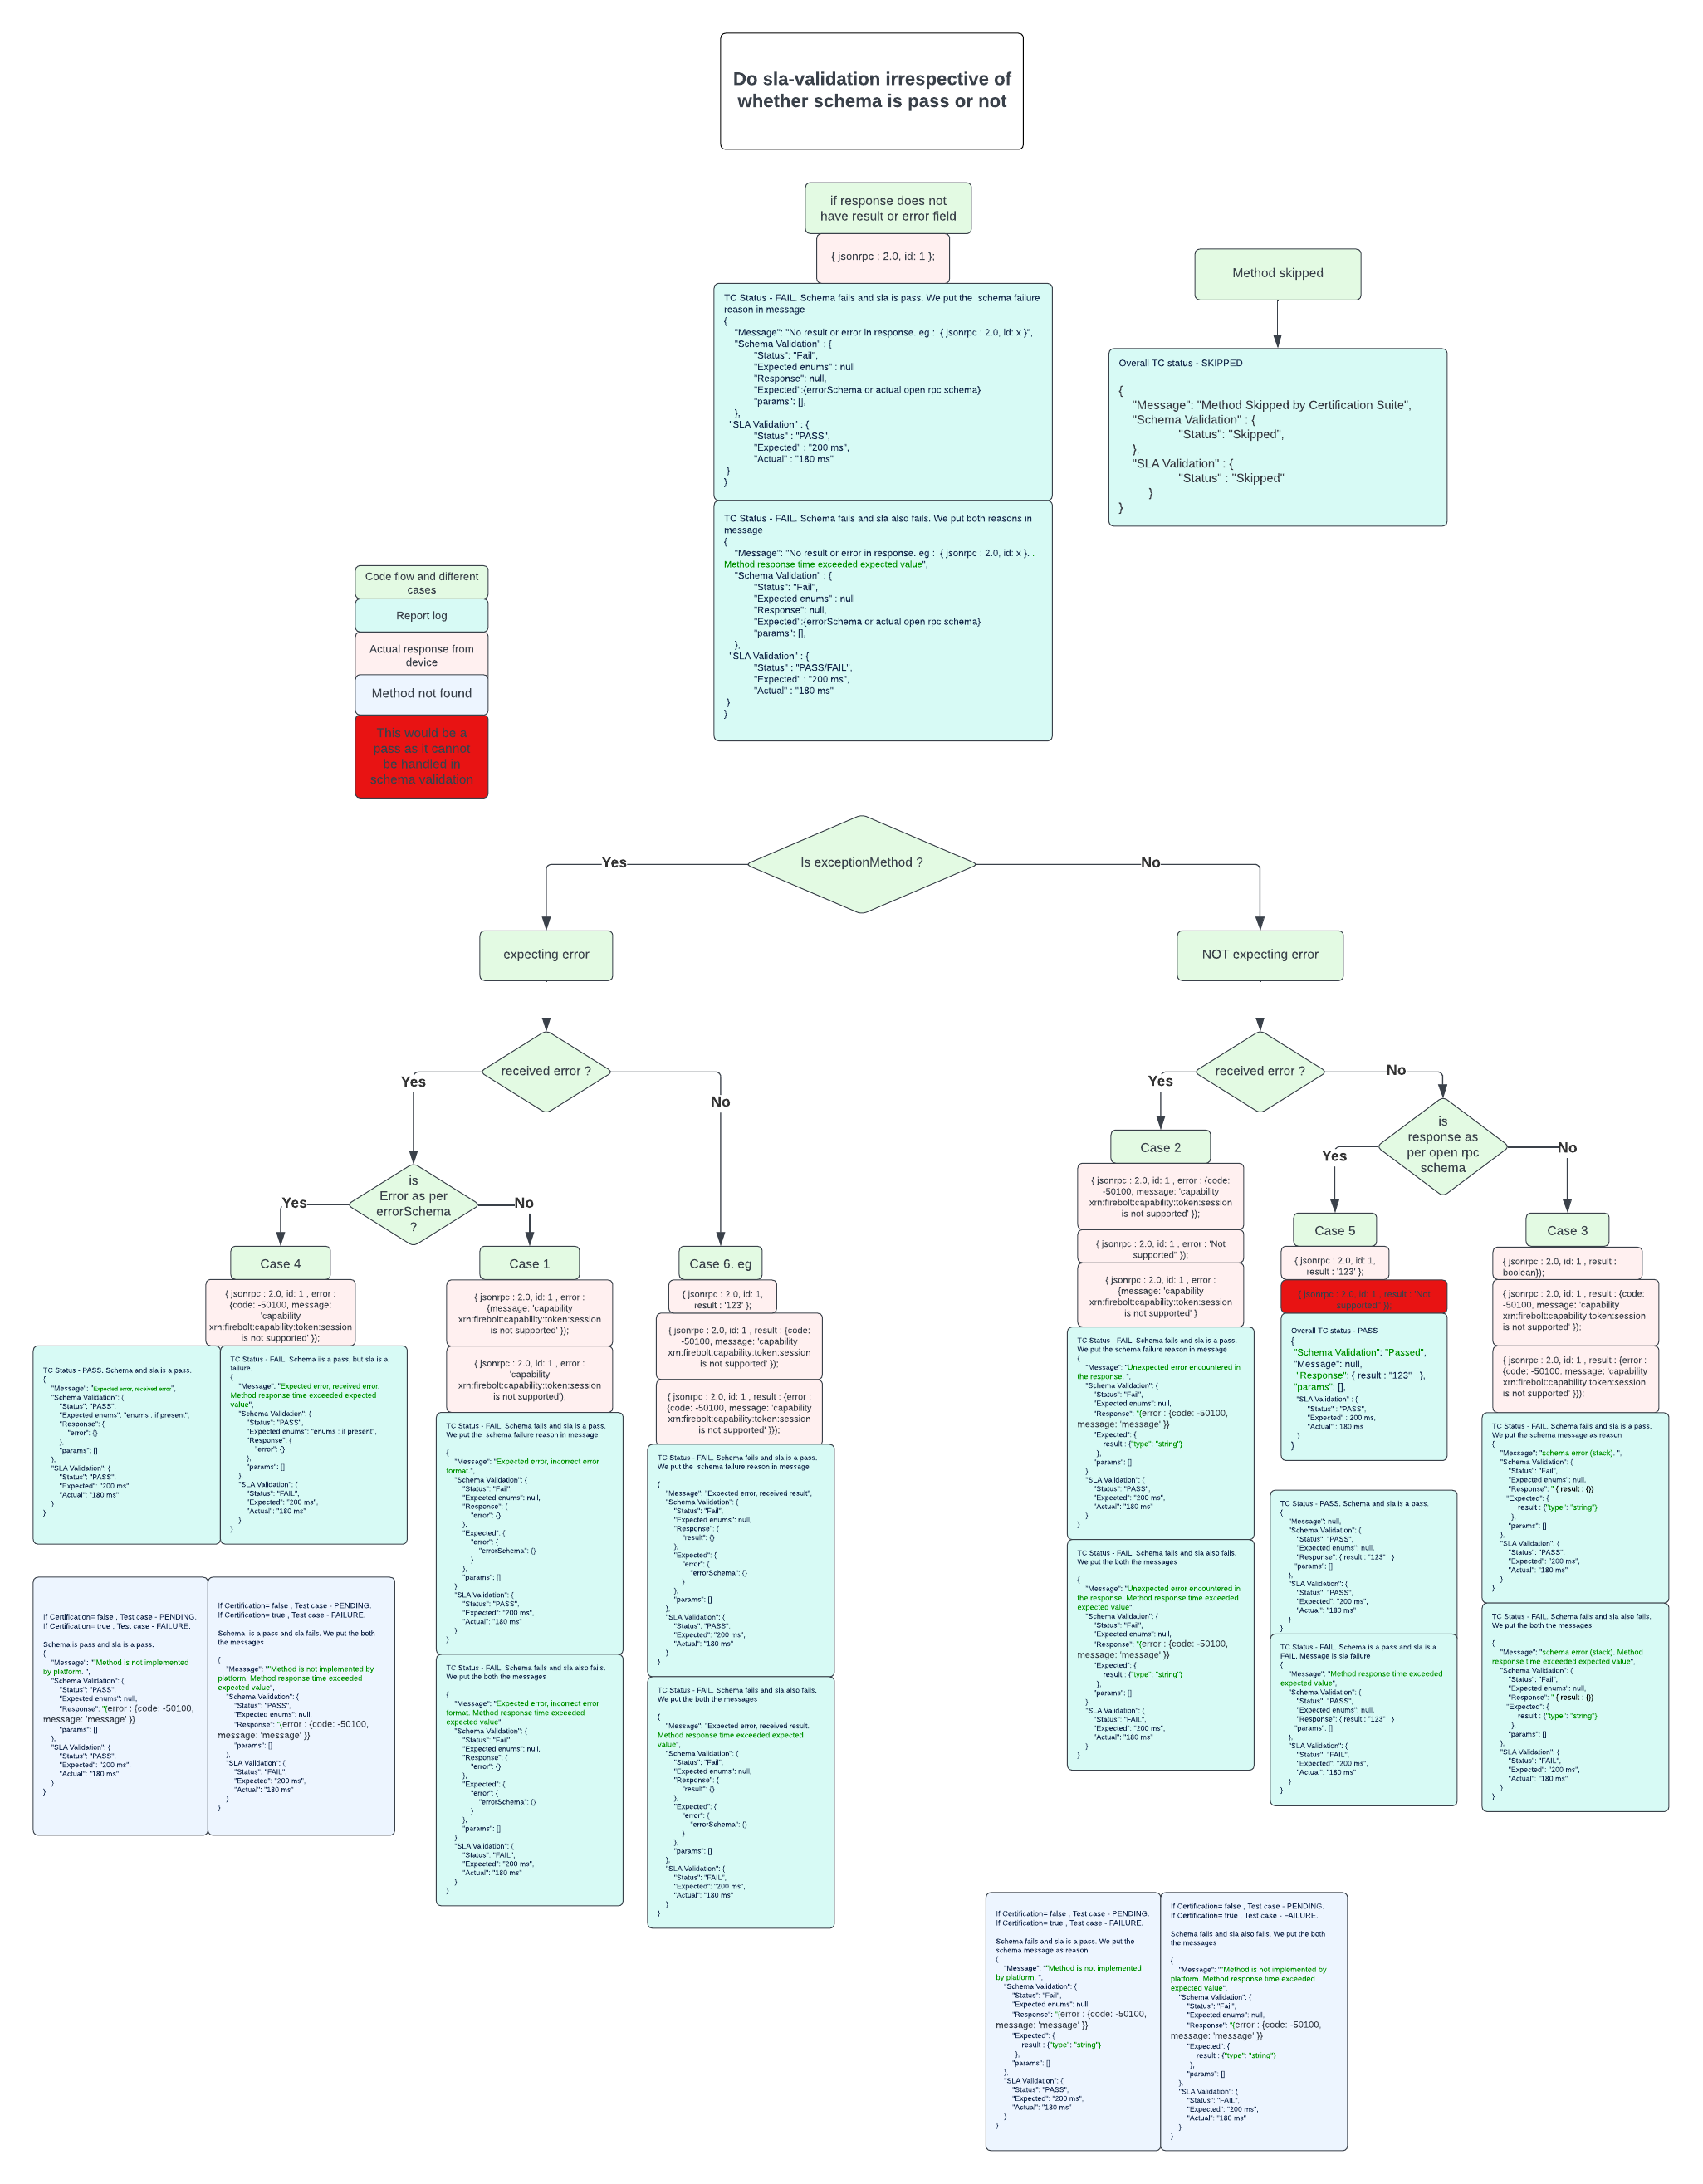 Do sla-validation irrespective of
whether schema is pass or not
if response does not
have result or error field
{ jsonrpc : 2.0, id: 1 };
TC Status - FAIL. Schema fails and sla is pass. We put the  schema failure
reason in message
{
"Message": "No result or error in response. eg :  { jsonrpc : 2.0, id: x }",
"Schema Validation" : {
"Status": "Fail",
"Expected enums" : null
"Response": null,
"Expected":{errorSchema or actual open rpc schema}
"params": [],
},
"SLA Validation" : {
"Status" : "PASS",
"Expected" : "200 ms",
"Actual" : "180 ms"
}
}
TC Status - FAIL. Schema fails and sla also fails. We put both reasons in
message
{
"Message": "No result or error in response. eg :  { jsonrpc : 2.0, id: x }. .
Method response time exceeded expected value",
"Schema Validation" : {
"Status": "Fail",
"Expected enums" : null
"Response": null,
"Expected":{errorSchema or actual open rpc schema}
"params": [],
},
"SLA Validation" : {
"Status" : "PASS/FAIL",
"Expected" : "200 ms",
"Actual" : "180 ms"
}
}
Method skipped
Overall TC status - SKIPPED
{
"Message": "Method Skipped by Certification Suite",
"Schema Validation" : {
"Status": "Skipped",
},
"SLA Validation" : {
"Status" : "Skipped"
}
}
Code flow and different
cases
Report log
Actual response from
device
Method not found
This would be a
pass as it cannot
be handled in
schema validation
Is exceptionMethod ?
Yes
No
expecting error
NOT expecting error
received error ?
Yes
No
received error ?
Yes
No
is
Error as per
errorSchema
?
Yes
No
is
response as
per open rpc
schema
Yes
No
Case 4
{ jsonrpc : 2.0, id: 1 , error :
{code: -50100, message:
'capability
xrn:firebolt:capability:token:session
is not supported' });
TC Status - PASS. Schema and sla is a pass.
{
"Message": "Expected error, received error",
"Schema Validation": {
"Status": "PASS",
"Expected enums": "enums : if present",
"Response": {
"error": {}
},
"params": []
},
"SLA Validation": {
"Status": "PASS",
"Expected": "200 ms",
"Actual": "180 ms"
}
}
TC Status - FAIL. Schema iis a pass, but sla is a
failure.
{
"Message": "Expected error, received error.
Method response time exceeded expected
value",
"Schema Validation": {
"Status": "PASS",
"Expected enums": "enums : if present",
"Response": {
"error": {}
},
"params": []
},
"SLA Validation": {
"Status": "FAIL",
"Expected": "200 ms",
"Actual": "180 ms"
}
}
If Certification= false , Test case - PENDING.
If Certification= true , Test case - FAILURE.
Schema is pass and sla is a pass.
{
"Message": ""Method is not implemented
by platform. ",
"Schema Validation": {
"Status": "PASS",
"Expected enums": null,
"Response": "{error : {code: -50100,
message: 'message' }}
"params": []
},
"SLA Validation": {
"Status": "PASS",
"Expected": "200 ms",
"Actual": "180 ms"
}
}
If Certification= false , Test case - PENDING.
If Certification= true , Test case - FAILURE.
Schema  is a pass and sla fails. We put the both
the messages
{
"Message": ""Method is not implemented by
platform. Method response time exceeded
expected value",
"Schema Validation": {
"Status": "PASS",
"Expected enums": null,
"Response": "{error : {code: -50100,
message: 'message' }}
"params": []
},
"SLA Validation": {
"Status": "FAIL",
"Expected": "200 ms",
"Actual": "180 ms"
}
}
Case 1
{ jsonrpc : 2.0, id: 1 , error :
{message: 'capability
xrn:firebolt:capability:token:session
is not supported' });
{ jsonrpc : 2.0, id: 1 , error :
'capability
xrn:firebolt:capability:token:session
is not supported'};
TC Status - FAIL. Schema fails and sla is a pass.
We put the  schema failure reason in message
{
"Message": "Expected error, incorrect error
format.",
"Schema Validation": {
"Status": "Fail",
"Expected enums": null,
"Response": {
"error": {}
},
"Expected": {
"error": {
"errorSchema": {}
}
},
"params": []
},
"SLA Validation": {
"Status": "PASS",
"Expected": "200 ms",
"Actual": "180 ms"
}
}
TC Status - FAIL. Schema fails and sla also fails.
We put the both the messages
{
"Message": "Expected error, incorrect error
format. Method response time exceeded
expected value",
"Schema Validation": {
"Status": "Fail",
"Expected enums": null,
"Response": {
"error": {}
},
"Expected": {
"error": {
"errorSchema": {}
}
},
"params": []
},
"SLA Validation": {
"Status": "FAIL",
"Expected": "200 ms",
"Actual": "180 ms"
}
}
Case 6. eg
{ jsonrpc : 2.0, id: 1,
result : '123' };
{ jsonrpc : 2.0, id: 1 , result : {code:
-50100, message: 'capability
xrn:firebolt:capability:token:session
is not supported' });
{ jsonrpc : 2.0, id: 1 , result : {error :
{code: -50100, message: 'capability
xrn:firebolt:capability:token:session
is not supported' }});
TC Status - FAIL. Schema fails and sla is a pass.
We put the  schema failure reason in message
{
"Message": "Expected error, received result",
"Schema Validation": {
"Status": "Fail",
"Expected enums": null,
"Response": {
"result": {}
},
"Expected": {
"error": {
"errorSchema": {}
}
},
"params": []
},
"SLA Validation": {
"Status": "PASS",
"Expected": "200 ms",
"Actual": "180 ms"
}
}
TC Status - FAIL. Schema fails and sla also fails.
We put the both the messages
{
"Message": "Expected error, received result.
Method response time exceeded expected
value",
"Schema Validation": {
"Status": "Fail",
"Expected enums": null,
"Response": {
"result": {}
},
"Expected": {
"error": {
"errorSchema": {}
}
},
"params": []
},
"SLA Validation": {
"Status": "FAIL",
"Expected": "200 ms",
"Actual": "180 ms"
}
}
Case 2
{ jsonrpc : 2.0, id: 1 , error : {code:
-50100, message: 'capability
xrn:firebolt:capability:token:session
is not supported' });
{ jsonrpc : 2.0, id: 1 , error : 'Not
supported" });
{ jsonrpc : 2.0, id: 1 , error :
{message: 'capability
xrn:firebolt:capability:token:session
is not supported' }
TC Status - FAIL. Schema fails and sla is a pass.
We put the schema failure reason in message
{
"Message": "Unexpected error encountered in
the response. ",
"Schema Validation": {
"Status": "Fail",
"Expected enums": null,
"Response": "{error : {code: -50100,
message: 'message' }}
"Expected": {
result : {"type": "string"}
},
"params": []
},
"SLA Validation": {
"Status": "PASS",
"Expected": "200 ms",
"Actual": "180 ms"
}
}
TC Status - FAIL. Schema fails and sla also fails.
We put the both the messages
{
"Message": "Unexpected error encountered in
the response. Method response time exceeded
expected value",
"Schema Validation": {
"Status": "Fail",
"Expected enums": null,
"Response": "{error : {code: -50100,
message: 'message' }}
"Expected": {
result : {"type": "string"}
},
"params": []
},
"SLA Validation": {
"Status": "FAIL",
"Expected": "200 ms",
"Actual": "180 ms"
}
}
Case 5
{ jsonrpc : 2.0, id: 1,
result : '123' };
{ jsonrpc : 2.0, id: 1 , result : 'Not
supported" });
Overall TC status - PASS
{
"Schema Validation": "Passed",
"Message": null,
"Response": { result : "123"   },
"params": [],
"SLA Validation" : {
"Status" : "PASS",
"Expected" : 200 ms,
"Actual" : 180 ms
}
}
TC Status - PASS. Schema and sla is a pass.
{
"Message": null,
"Schema Validation": {
"Status": "PASS",
"Expected enums": null,
"Response": { result : "123"   }
"params": []
},
"SLA Validation": {
"Status": "PASS",
"Expected": "200 ms",
"Actual": "180 ms"
}
}
TC Status - FAIL. Schema is a pass and sla is a
FAIL. Message is sla failure
{
"Message": "Method response time exceeded
expected value",
"Schema Validation": {
"Status": "PASS",
"Expected enums": null,
"Response": { result : "123"   }
"params": []
},
"SLA Validation": {
"Status": "FAIL",
"Expected": "200 ms",
"Actual": "180 ms"
}
}
Case 3
{ jsonrpc : 2.0, id: 1 , result :
boolean});
{ jsonrpc : 2.0, id: 1 , result : {code:
-50100, message: 'capability
xrn:firebolt:capability:token:session
is not supported' });
{ jsonrpc : 2.0, id: 1 , result : {error :
{code: -50100, message: 'capability
xrn:firebolt:capability:token:session
is not supported' }});
TC Status - FAIL. Schema fails and sla is a pass.
We put the schema message as reason
{
"Message": "schema error (stack). ",
"Schema Validation": {
"Status": "Fail",
"Expected enums": null,
"Response": " { result : {}}
"Expected": {
result : {"type": "string"}
},
"params": []
},
"SLA Validation": {
"Status": "PASS",
"Expected": "200 ms",
"Actual": "180 ms"
}
}
TC Status - FAIL. Schema fails and sla also fails.
We put the both the messages
{
"Message": "schema error (stack). Method
response time exceeded expected value",
"Schema Validation": {
"Status": "Fail",
"Expected enums": null,
"Response": " { result : {}}
"Expected": {
result : {"type": "string"}
},
"params": []
},
"SLA Validation": {
"Status": "FAIL",
"Expected": "200 ms",
"Actual": "180 ms"
}
}
If Certification= false , Test case - PENDING.
If Certification= true , Test case - FAILURE.
Schema fails and sla is a pass. We put the
schema message as reason
{
"Message": ""Method is not implemented
by platform. ",
"Schema Validation": {
"Status": "Fail",
"Expected enums": null,
"Response": "{error : {code: -50100,
message: 'message' }}
"Expected": {
result : {"type": "string"}
},
"params": []
},
"SLA Validation": {
"Status": "PASS",
"Expected": "200 ms",
"Actual": "180 ms"
}
}
If Certification= false , Test case - PENDING.
If Certification= true , Test case - FAILURE.
Schema fails and sla also fails. We put the both
the messages
{
"Message": ""Method is not implemented by
platform. Method response time exceeded
expected value",
"Schema Validation": {
"Status": "Fail",
"Expected enums": null,
"Response": "{error : {code: -50100,
message: 'message' }}
"Expected": {
result : {"type": "string"}
},
"params": []
},
"SLA Validation": {
"Status": "FAIL",
"Expected": "200 ms",
"Actual": "180 ms"
}
}